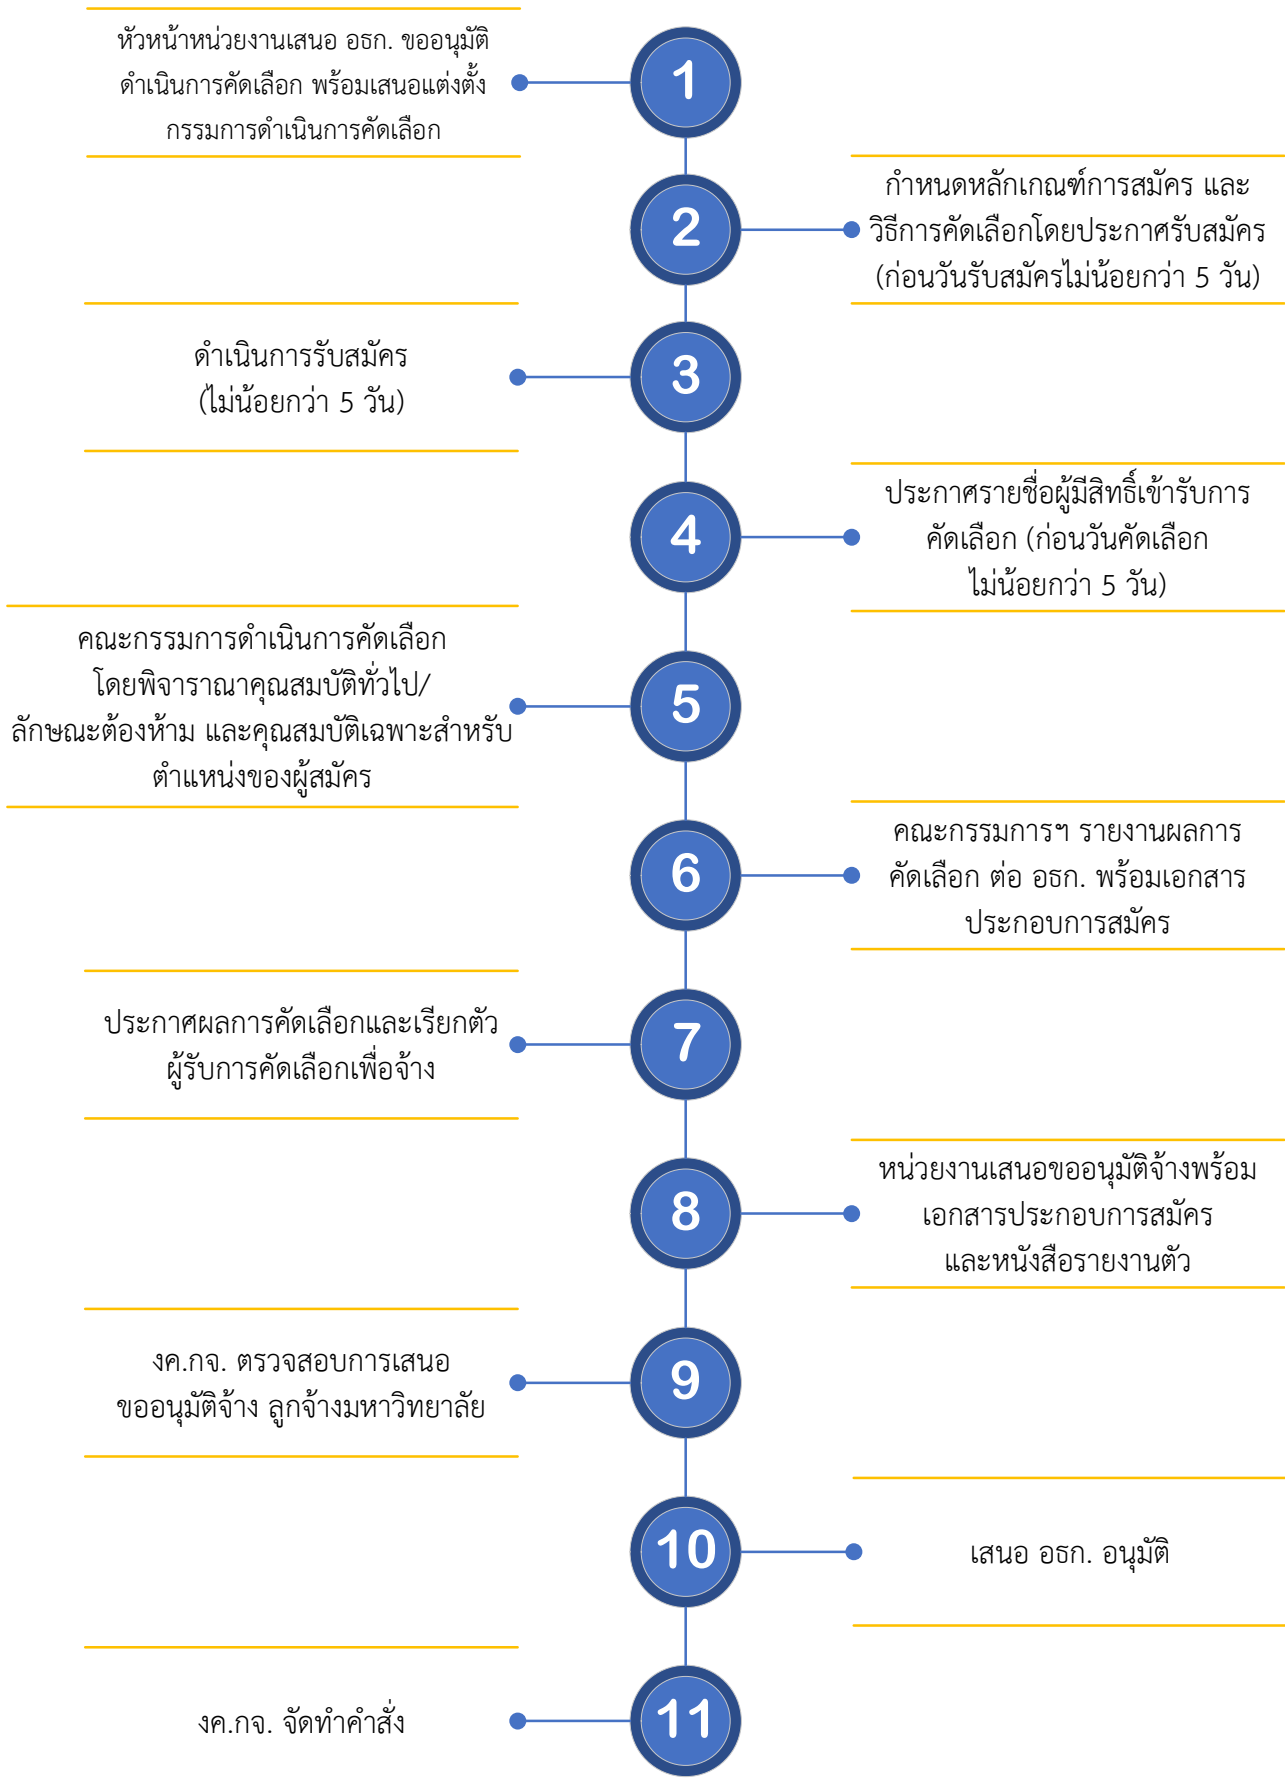 หัวหน้าหน่วยงานเสนอ อธก. ขออนุมัติ
ดำเนินการคัดเลือก พร้อมเสนอแต่งตั้ง
กรรมการดำเนินการคัดเลือก
1
2
กำหนดหลักเกณฑ์การสมัคร และ
วิธีการคัดเลือกโดยประกาศรับสมัคร
(ก่อนวันรับสมัครไม่น้อยกว่า 5 วัน)
ดำเนินการรับสมัคร
(ไม่น้อยกว่า 5 วัน)
3
4
ประกาศรายชื่อผู้มีสิทธิ์เข้ารับการ
คัดเลือก (ก่อนวันคัดเลือก
ไม่น้อยกว่า 5 วัน)
คณะกรรมการดำเนินการคัดเลือก
โดยพิจาราณาคุณสมบัติทั่วไป/
ลักษณะต้องห้าม และคุณสมบัติเฉพาะสำหรับ
ตำแหน่งของผู้สมัคร
5
6
คณะกรรมการฯ รายงานผลการ
คัดเลือก ต่อ อธก. พร้อมเอกสาร
ประกอบการสมัคร
ประกาศผลการคัดเลือกและเรียกตัว
ผู้รับการคัดเลือกเพื่อจ้าง
7
8
หน่วยงานเสนอขออนุมัติจ้างพร้อม
เอกสารประกอบการสมัคร
และหนังสือรายงานตัว
งค.กจ. ตรวจสอบการเสนอ
ขออนุมัติจ้าง ลูกจ้างมหาวิทยาลัย
9
10
เสนอ อธก. อนุมัติ
งค.กจ. จัดทำคำสั่ง
11